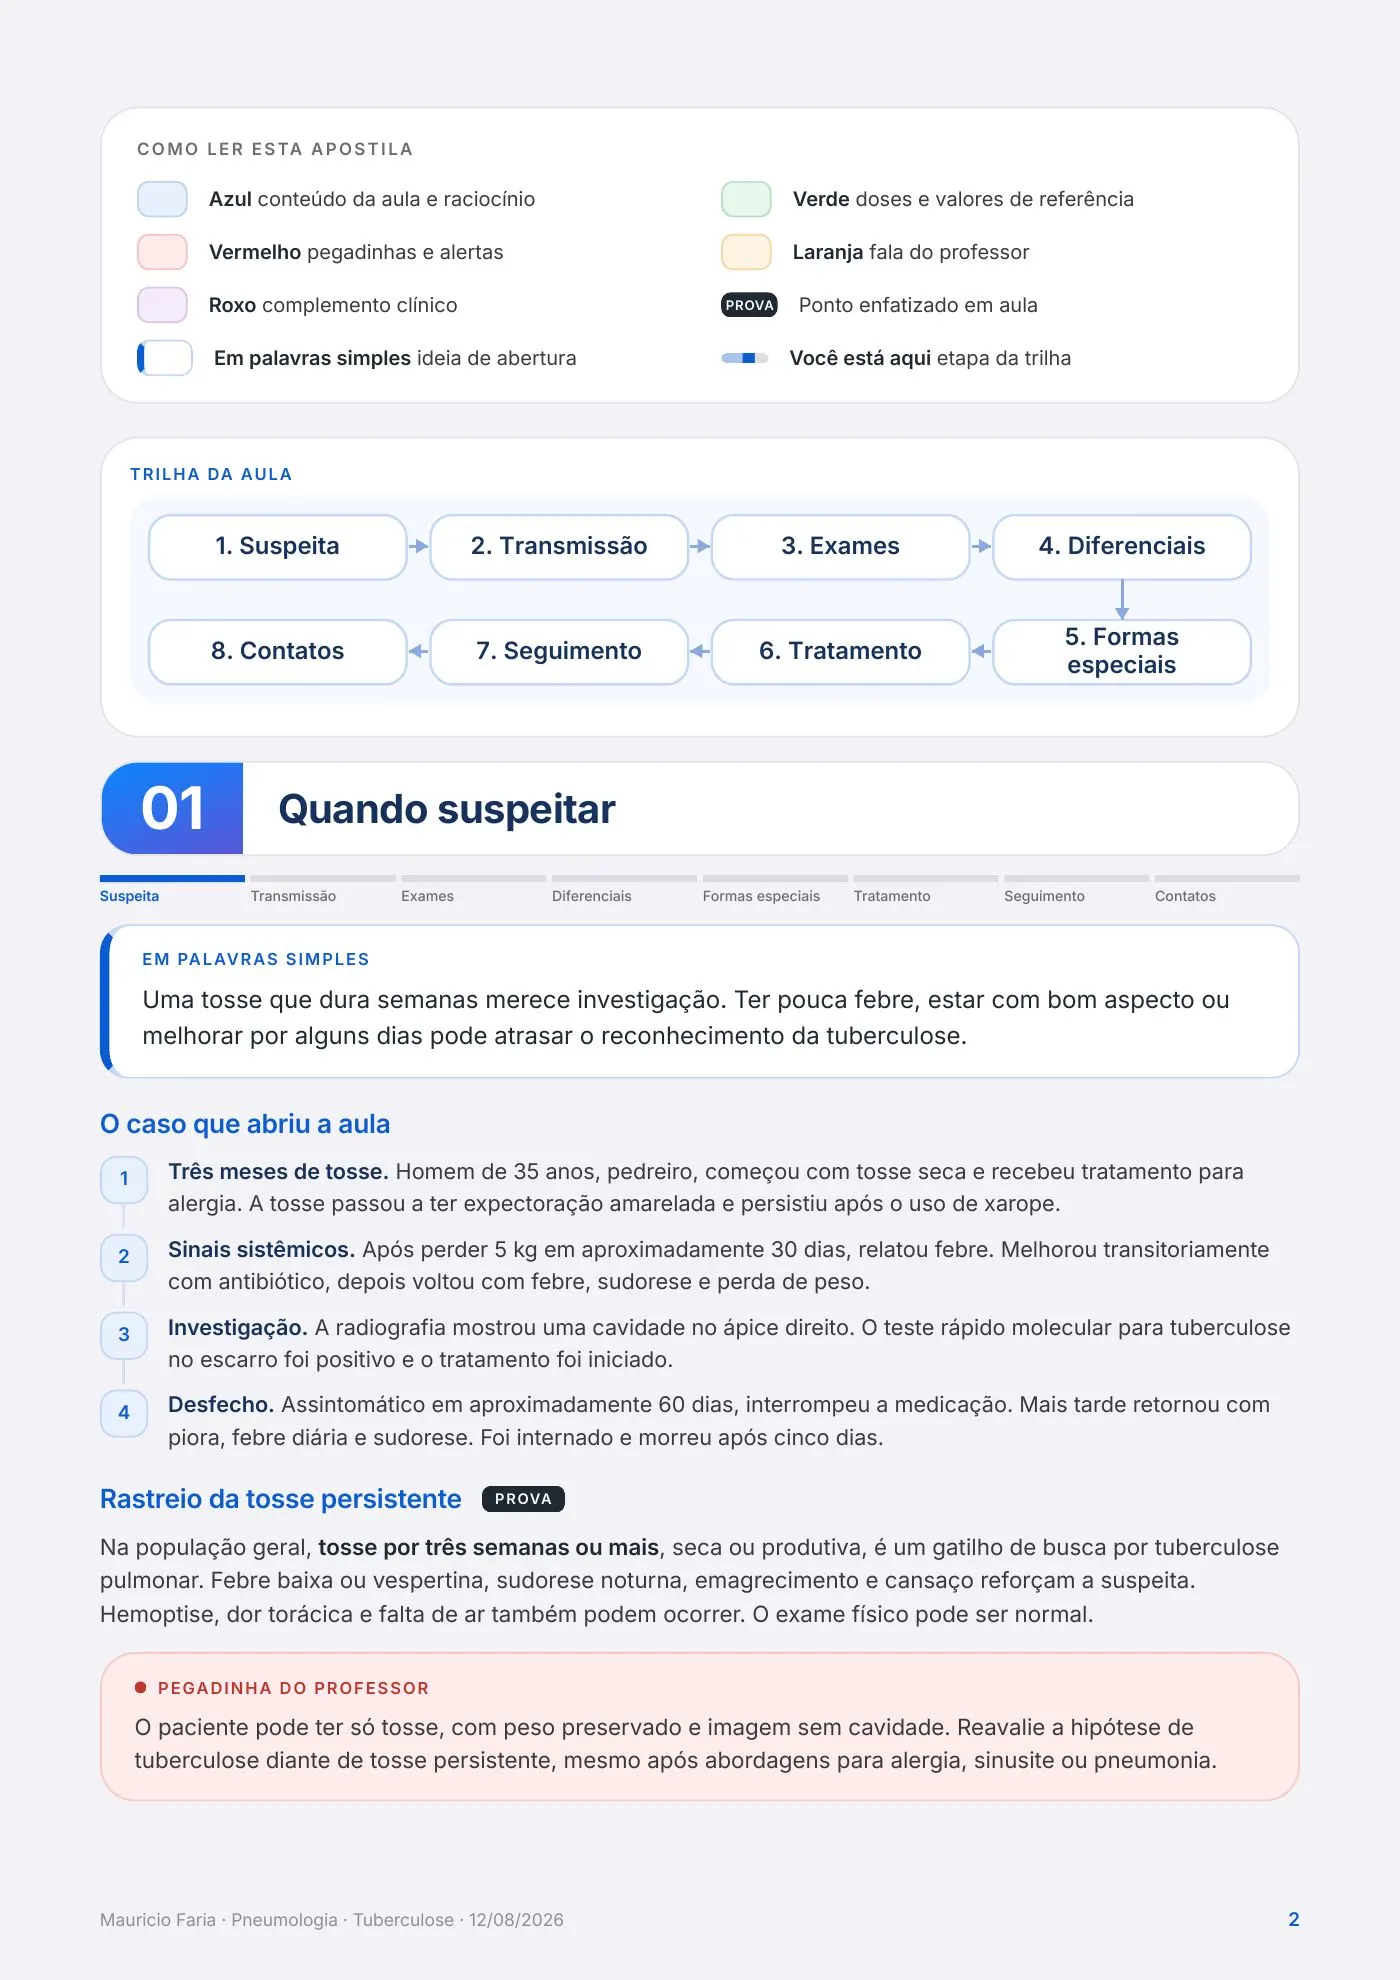 COMO LER ESTA APOSTILA
Azul conteúdo da aula e raciocínio
Verde doses e valores de referência
Vermelho pegadinhas e alertas
Laranja fala do professor
Roxo complemento clínico
PROVA Ponto enfatizado em aula
Em palavras simples ideia de abertura
Você está aqui etapa da trilha
TRILHA DA AULA
1. Suspeita
2. Transmissão
3. Exames
4. Diferenciais
5. Formas
especiais
6. Tratamento
7. Seguimento
8. Contatos
01 Quando suspeitar
Suspeita Transmissão Exames Diferenciais Formas especiais Tratamento Seguimento Contatos
EM PALAVRAS SIMPLES
Uma tosse que dura semanas merece investigação. Ter pouca febre, estar com bom aspecto ou
melhorar por alguns dias pode atrasar o reconhecimento da tuberculose.
O caso que abriu a aula
1 Três meses de tosse. Homem de 35 anos, pedreiro, começou com tosse seca e recebeu tratamento para
alergia. A tosse passou a ter expectoração amarelada e persistiu após o uso de xarope.
2 Sinais sistêmicos. Após perder 5 kg em aproximadamente 30 dias, relatou febre. Melhorou transitoriamente
com antibiótico, depois voltou com febre, sudorese e perda de peso.
3 Investigação. A radiografia mostrou uma cavidade no ápice direito. O teste rápido molecular para tuberculose
no escarro foi positivo e o tratamento foi iniciado.
4 Desfecho. Assintomático em aproximadamente 60 dias, interrompeu a medicação. Mais tarde retornou com
piora, febre diária e sudorese. Foi internado e morreu após cinco dias.
Rastreio da tosse persistente PROVA
Na população geral, tosse por três semanas ou mais, seca ou produtiva, é um gatilho de busca por tuberculose
pulmonar. Febre baixa ou vespertina, sudorese noturna, emagrecimento e cansaço reforçam a suspeita.
Hemoptise, dor torácica e falta de ar também podem ocorrer. O exame físico pode ser normal.
PEGADINHA DO PROFESSOR
O paciente pode ter só tosse, com peso preservado e imagem sem cavidade. Reavalie a hipótese de
tuberculose diante de tosse persistente, mesmo após abordagens para alergia, sinusite ou pneumonia.
Mauricio Faria · Pneumologia · Tuberculose · 12/08/2026
2